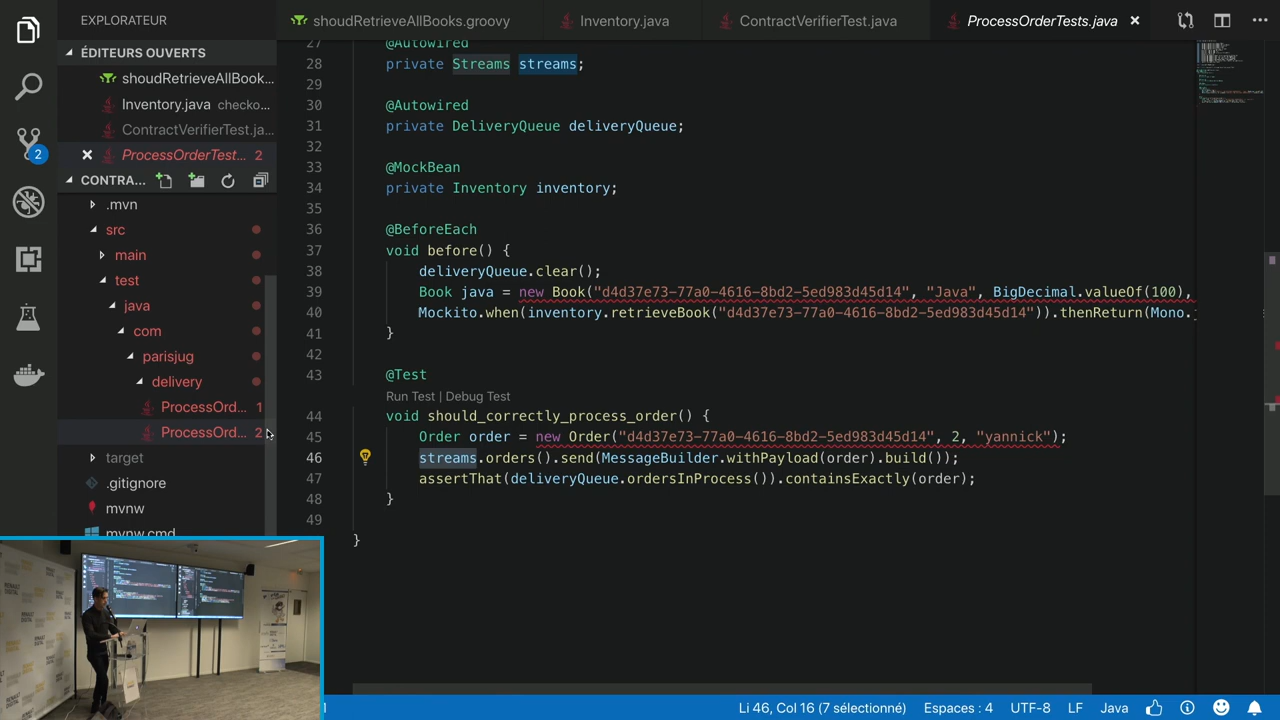 EXPLORATEUR
shoudRetrieveAllBooks.groovy
Inventory.java
ContractVerifierTest.java
ProcessOrderTests.java
ÉDITEURS OUVERTS
shoudRetrieveAllBook...
Inventory.java checko...
ContractVerifierTest.ja...
ProcessOrderTest... 2
2
CONTRA...
.mvn
src
main
test
java
com
parisjug
delivery
ProcessOrd... 1
ProcessOrd... 2
target
.gitignore
mvnw
mvnw.cmd
27 @Autowired
28 private Streams streams;
29
30 @Autowired
31 private DeliveryQueue deliveryQueue;
32
33 @MockBean
34 private Inventory inventory;
35
36 @BeforeEach
37 void before() {
38 deliveryQueue.clear();
39 Book java = new Book("d4d37e73-77a0-4616-8bd2-5ed983d45d14", "Java", BigDecimal.valueOf(100),
40 Mockito.when(inventory.retrieveBook("d4d37e73-77a0-4616-8bd2-5ed983d45d14")).thenReturn(Mono.j
41 }
42
43 @Test
Run Test | Debug Test
44 void should_correctly_process_order() {
45 Order order = new Order("d4d37e73-77a0-4616-8bd2-5ed983d45d14", 2, "yannick");
46 streams.orders().send(MessageBuilder.withPayload(order).build());
47 assertThat(deliveryQueue.ordersInProcess()).containsExactly(order);
48 }
49
}
Li 46, Col 16 (7 sélectionné) Espaces : 4 UTF-8 LF Java